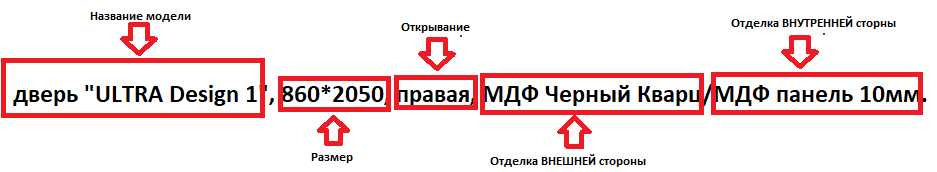 Название модели
Открывание
Отделка ВНУТРЕННЕЙ сторны
дверь "ULTRA Design 1", 860*2050, правая, МДФ Черный Кварц/МДФ панель 10мм.
Размер
Отделка ВНЕШНЕЙ стороны